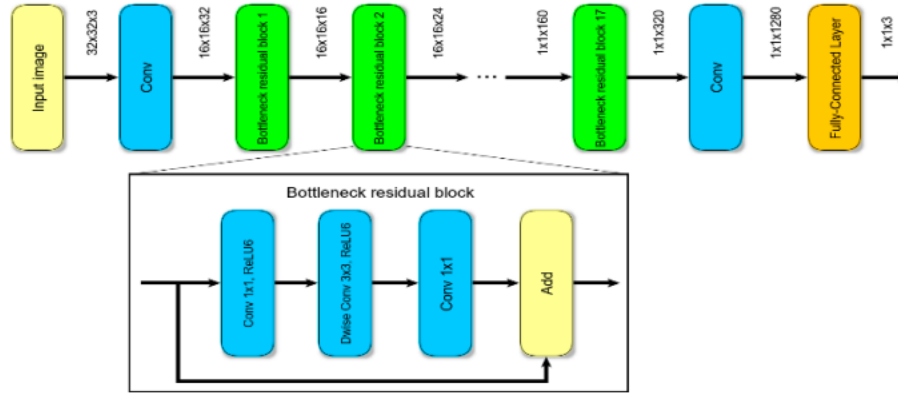 Input image
32x32x3
Conv
16x16x32
Bottleneck residual block 1
16x16x16
Bottleneck residual block 2
16x16x24
...
1x1x160
Bottleneck residual block 17
1x1x320
Conv
1x1x1280
Fully-Connected Layer
1x1x3
Bottleneck residual block
Conv 1x1, ReLU6
Dwise Conv 3x3, ReLU6
Conv 1x1
Add